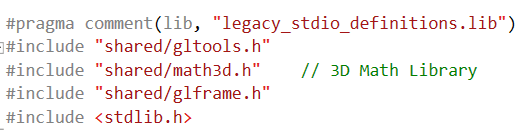 #pragma comment(lib, "legacy_stdio_definitions.lib")
#include "shared/gltools.h"
#include "shared/math3d.h"    // 3D Math Library
#include "shared/glframe.h"
#include <stdlib.h>